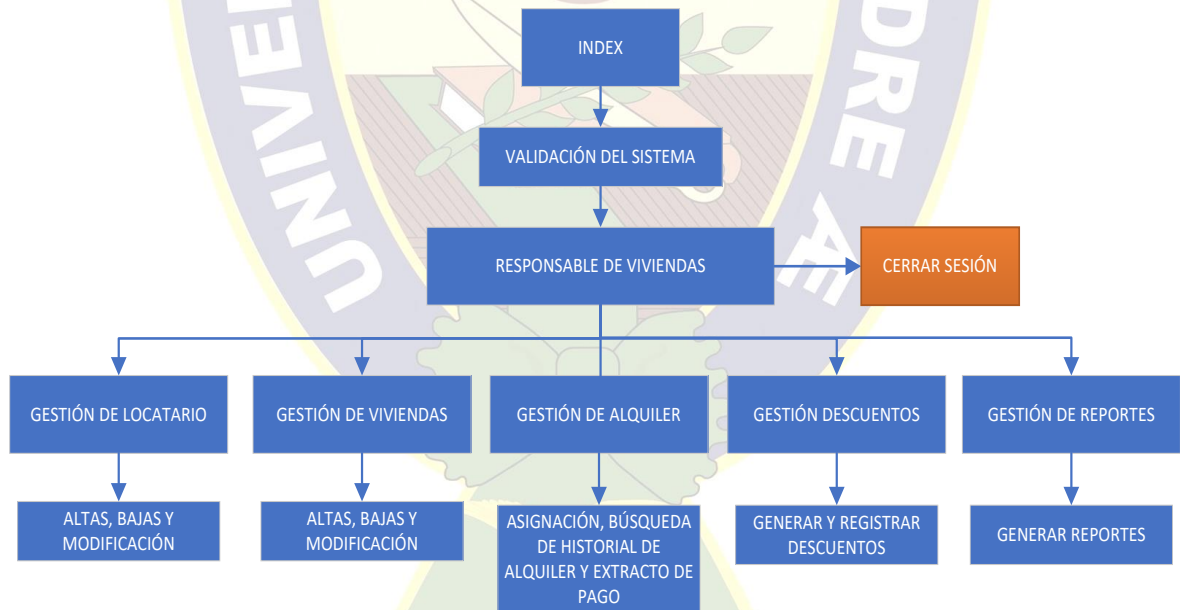 UNIVE
DRE A
INDEX
VALIDACIÓN DEL SISTEMA
RESPONSABLE DE VIVIENDAS
CERRAR SESIÓN
GESTIÓN DE LOCATARIO
GESTIÓN DE VIVIENDAS
GESTIÓN DE ALQUILER
GESTIÓN DESCUENTOS
GESTIÓN DE REPORTES
ALTAS, BAJAS Y
MODIFICACIÓN
ALTAS, BAJAS Y
MODIFICACIÓN
ASIGNACIÓN, BÚSQUEDA
DE HISTORIAL DE
ALQUILER Y EXTRACTO DE
PAGO
GENERAR Y REGISTRAR
DESCUENTOS
GENERAR REPORTES